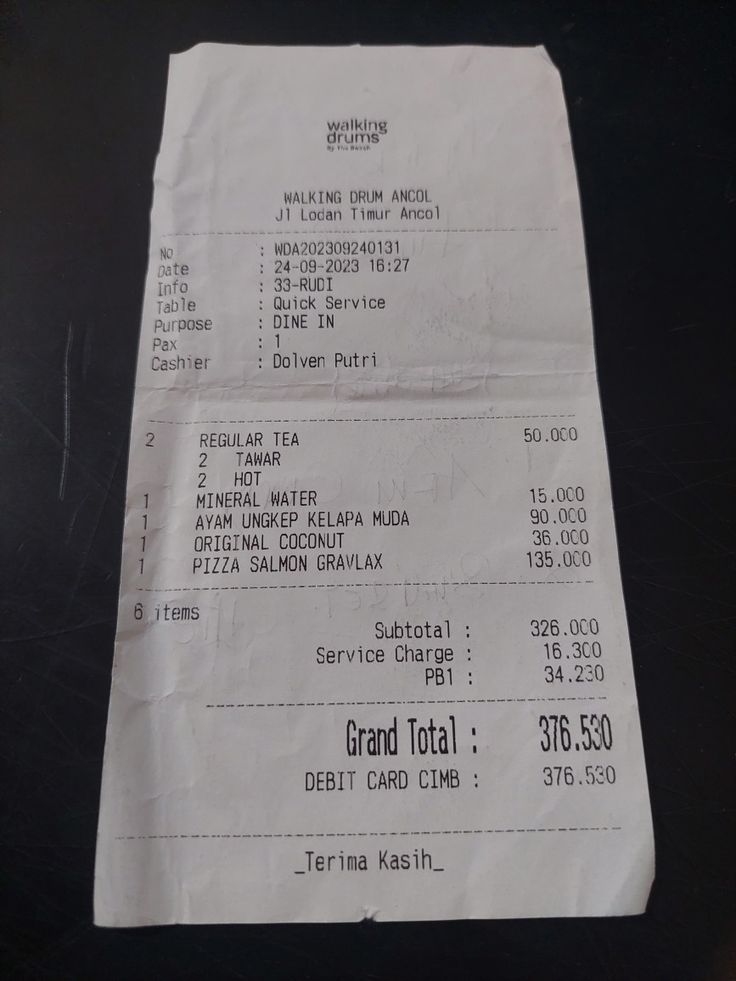 walking
drums
WALKING DRUM ANCOL
Jl Lodan Timur Ancol
No : WDA202309240131
Date : 24-09-2023 16:27
Info : 33-RUDI
Table : Quick Service
Purpose : DINE IN
Pax : 1
Cashier : Dolven Putri
2 REGULAR TEA 50.000
2 TAWAR
2 HOT
1 MINERAL WATER 15.000
1 AYAM UNGKEP KELAPA MUDA 90.000
1 ORIGINAL COCONUT 36.000
1 PIZZA SALMON GRAVLAX 135.000
6 items
Subtotal : 326.000
Service Charge : 16.300
PB1 : 34.230
Grand Total : 376.530
DEBIT CARD CIMB : 376.530
_Terima Kasih_